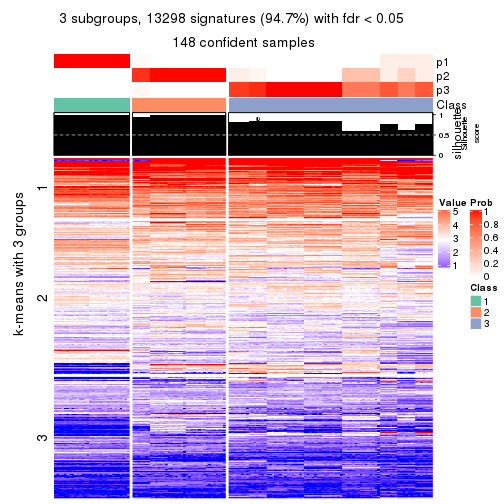 3 subgroups, 13298 signatures (94.7%) with fdr < 0.05
148 confident samples
p1
p2
p3
Class
1
0.5
0
silhouette
Silhouette
score
k-means with 3 groups
1
2
3
Value
5
4
3
2
1
Prob
1
0.8
0.6
0.4
0.2
0
Class
1
2
3